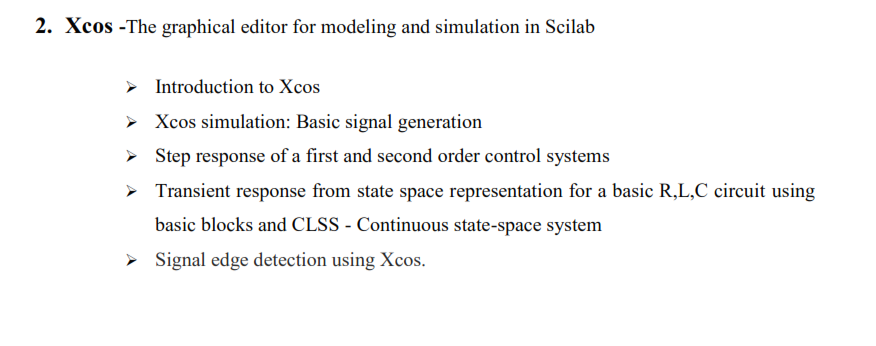 2. Xcos -The graphical editor for modeling and simulation in Scilab
➢ Introduction to Xcos
➢ Xcos simulation: Basic signal generation
➢ Step response of a first and second order control systems
➢ Transient response from state space representation for a basic R,L,C circuit using
basic blocks and CLSS - Continuous state-space system
➢ Signal edge detection using Xcos.